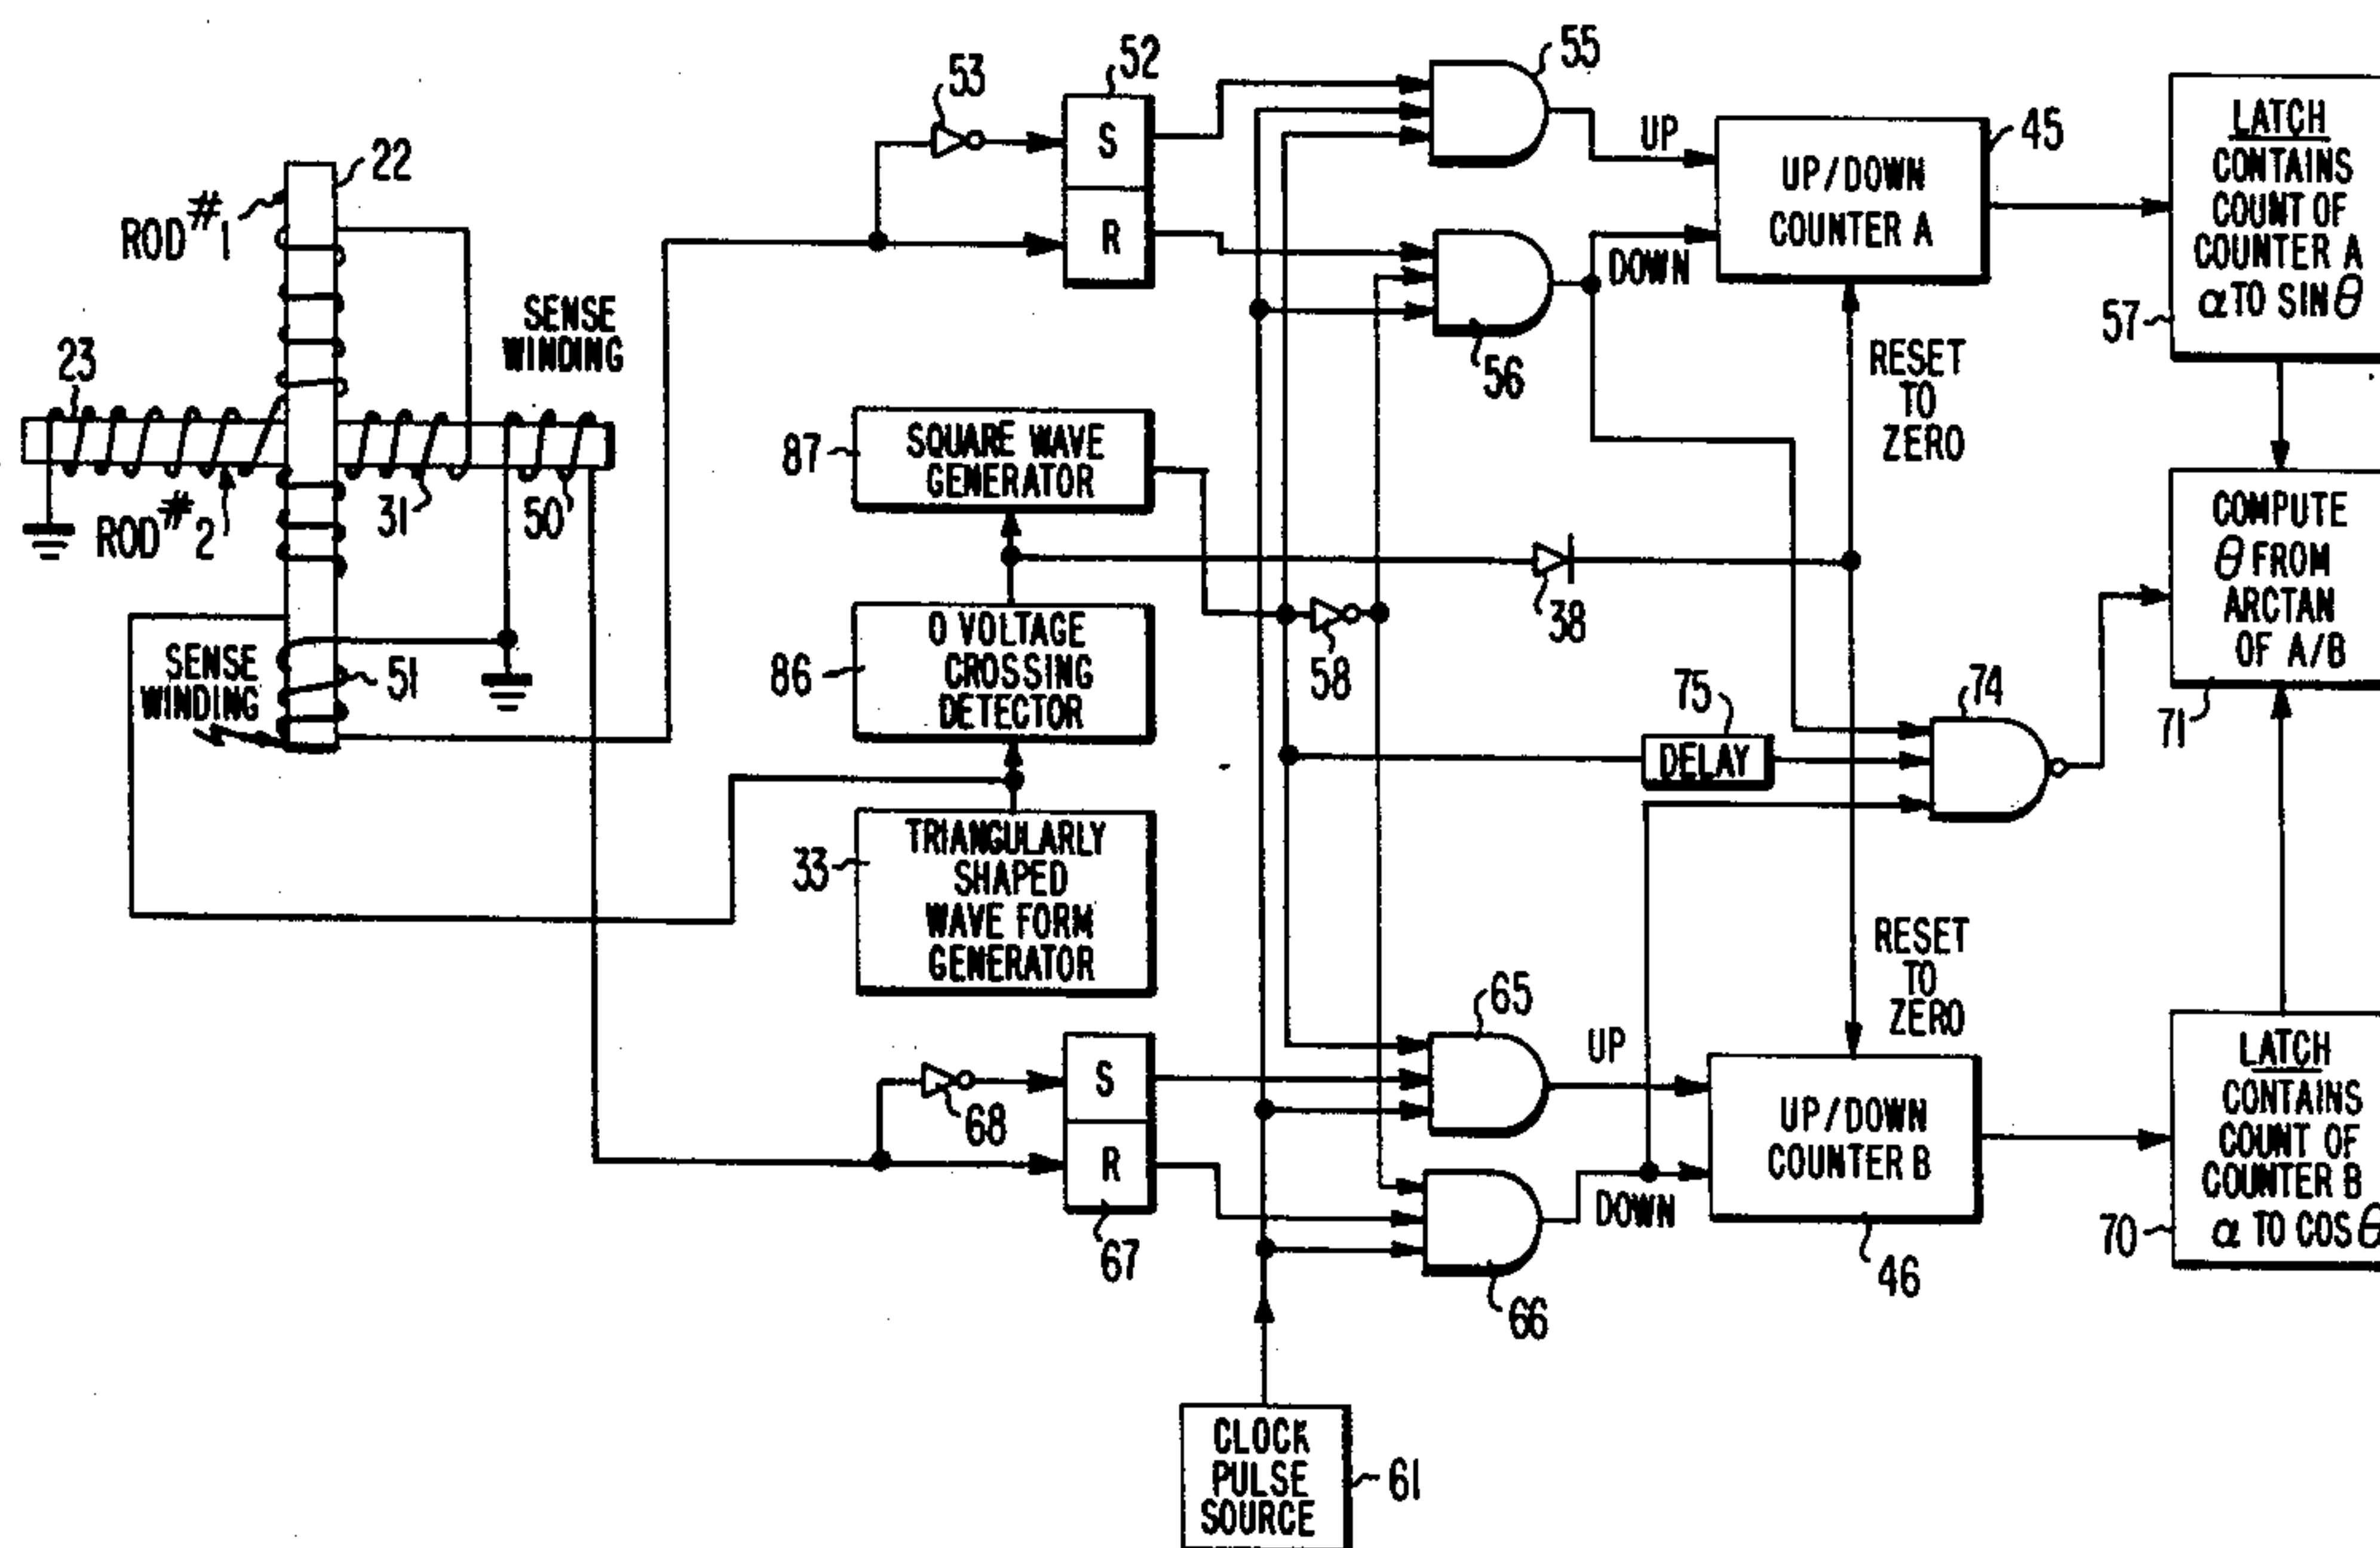 53
52
55
22
ROD #1
SENSE
WINDING
S
R
UP
DOWN
UP/DOWN
COUNTER A
45
LATCH
CONTAINS
COUNT OF
COUNTER A
α TO SIN θ
57
56
23
ROD #2
31
50
87
SQUARE WAVE
GENERATOR
RESET
TO
ZERO
COMPUTE
θ FROM
ARCTAN
OF A/B
71
38
58
86
0 VOLTAGE
CROSSING
DETECTOR
SENSE
WINDING
51
75
DELAY
74
33
TRIANGULARLY
SHAPED
WAVE FORM
GENERATOR
RESET
TO
ZERO
65
UP
S
R
68
67
DOWN
66
UP/DOWN
COUNTER B
46
LATCH
CONTAINS
COUNT OF
COUNTER B
α TO COS θ
70
CLOCK
PULSE
SOURCE
61